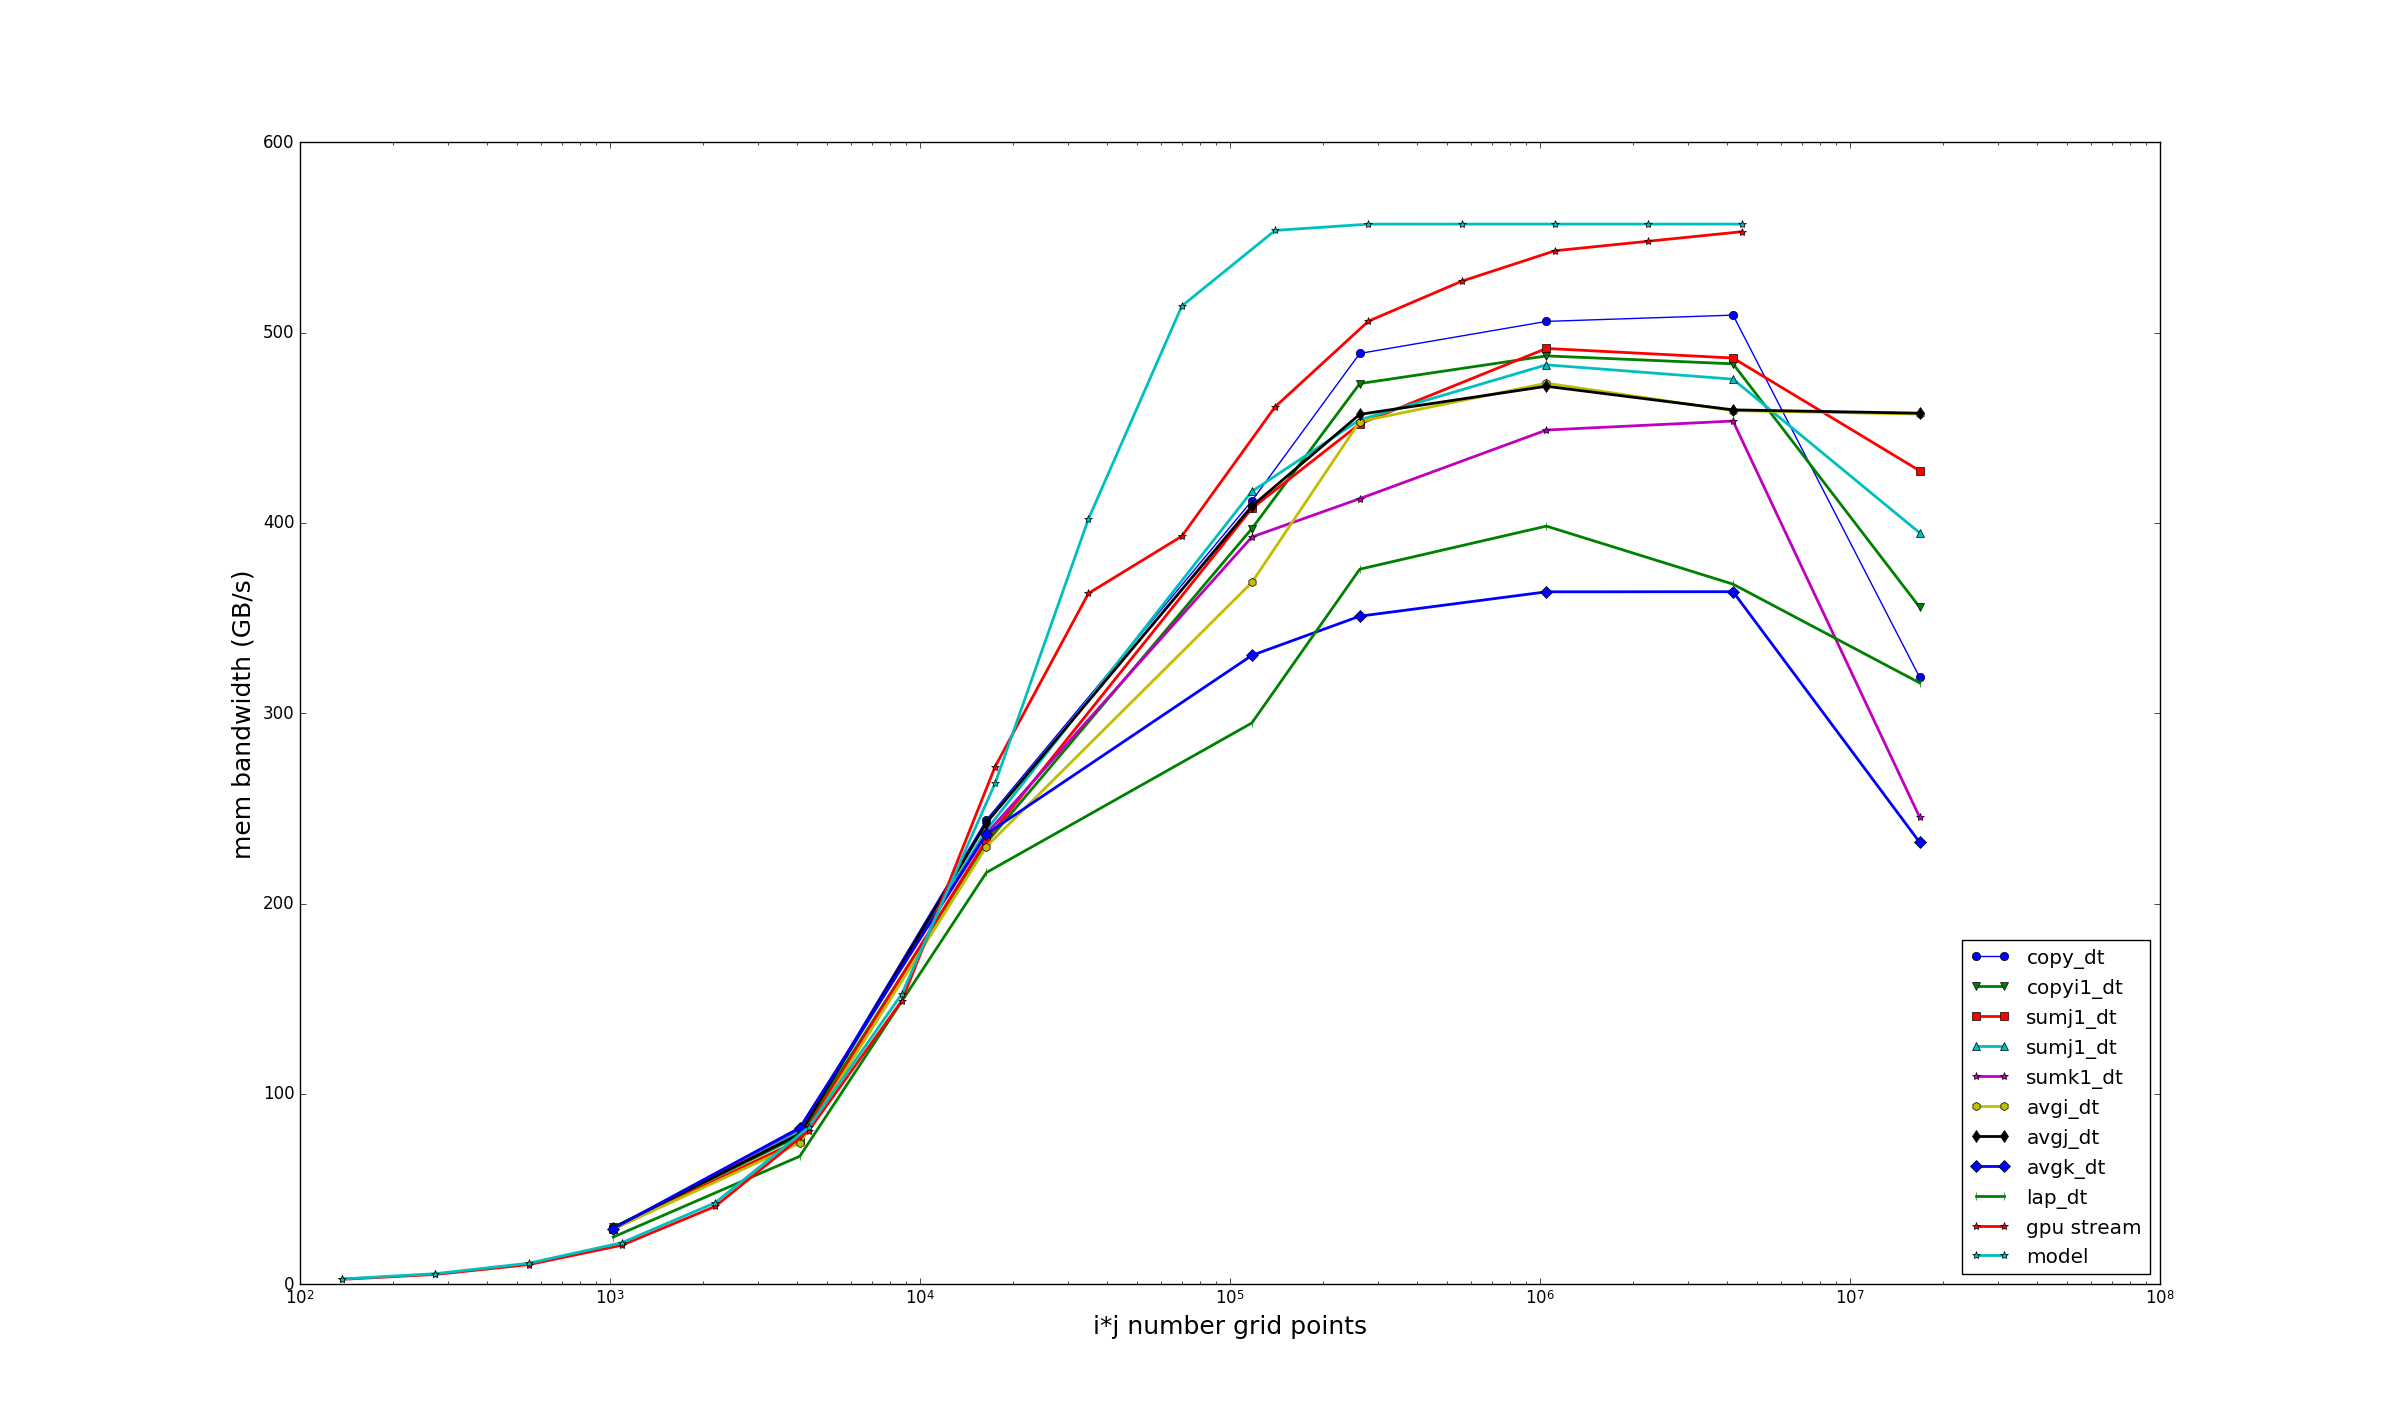 600
500
400
300
200
100
0
mem bandwidth (GB/s)
10² 10³ 10⁴ 10⁵ 10⁶ 10⁷ 10⁸
i*j number grid points
copy_dt
copyi1_dt
sumj1_dt
sumj1_dt
sumk1_dt
avgi_dt
avgj_dt
avgk_dt
lap_dt
gpu stream
model